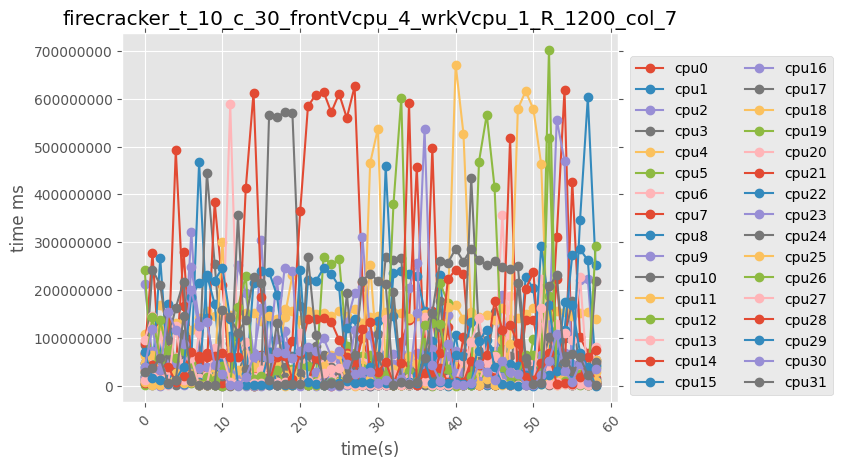 firecracker_t_10_c_30_frontVcpu_4_wrkVcpu_1_R_1200_col_7
time ms
700000000
600000000
500000000
400000000
300000000
200000000
100000000
0
0
10
20
30
40
50
60
time(s)
cpu0
cpu1
cpu2
cpu3
cpu4
cpu5
cpu6
cpu7
cpu8
cpu9
cpu10
cpu11
cpu12
cpu13
cpu14
cpu15
cpu16
cpu17
cpu18
cpu19
cpu20
cpu21
cpu22
cpu23
cpu24
cpu25
cpu26
cpu27
cpu28
cpu29
cpu30
cpu31